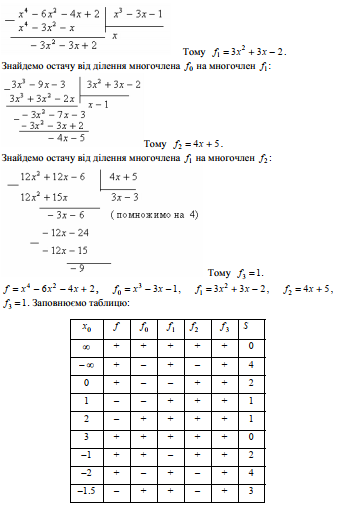 − x⁴ − 6x² − 4x + 2 | x³ − 3x − 1
x⁴ − 3x² − x | x
− 3x² − 3x + 2
Тому f₁ = 3x² + 3x − 2.
Знайдемо остачу від ділення многочлена f₀ на многочлен f₁:
− 3x³ − 9x − 3 | 3x² + 3x − 2
3x³ + 3x² − 2x | x − 1
− − 3x² − 7x − 3
− 3x² − 3x + 2
− 4x − 5
Тому f₂ = 4x + 5.
Знайдемо остачу від ділення многочлена f₁ на многочлен f₂:
− 12x² + 12x − 6 | 4x + 5
12x² + 15x | 3x − 3
− 3x − 6 (помножимо на 4)
− − 12x − 24
− 12x − 15
− 9
Тому f₃ = 1.
f = x⁴ − 6x² − 4x + 2, f₀ = x³ − 3x − 1, f₁ = 3x² + 3x − 2, f₂ = 4x + 5,
f₃ = 1. Заповнюємо таблицю:
x₀ f f₀ f₁ f₂ f₃ S
∞ + + + + + 0
− ∞ + − + − + 4
0 + − − + + 2
1 − − + + + 1
2 − + + + + 1
3 + + + + + 0
−1 + + − + + 2
−2 + − + − + 4
−1.5 − + + − + 3